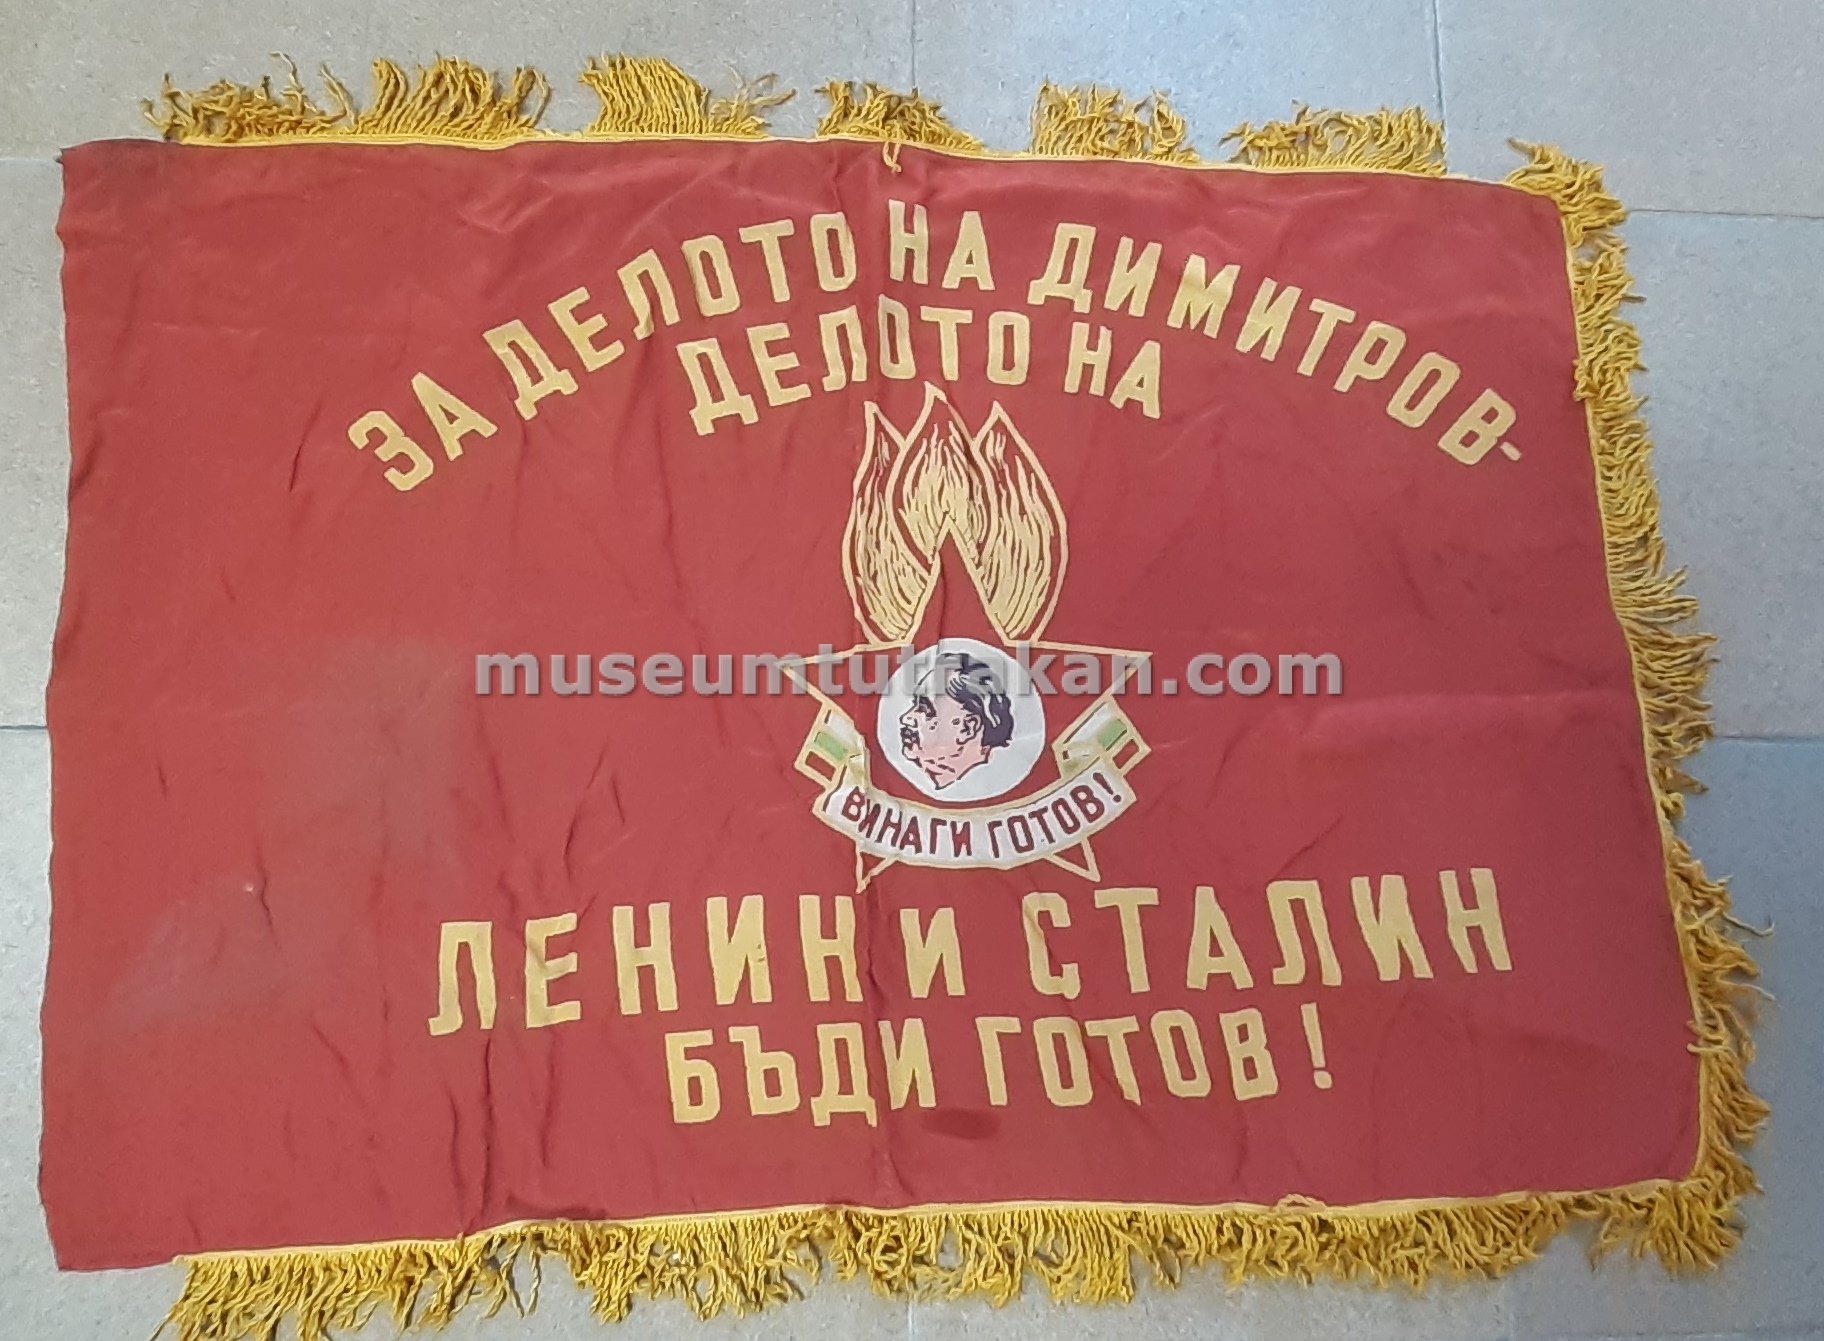 ЗА ДЕЛОТО НА ДИМИТРОВ-
ДЕЛОТО НА
museumtutrakan.com
ВИНАГИ ГОТОВ!
ЛЕНИН И СТАЛИН
БЪДИ ГОТОВ!